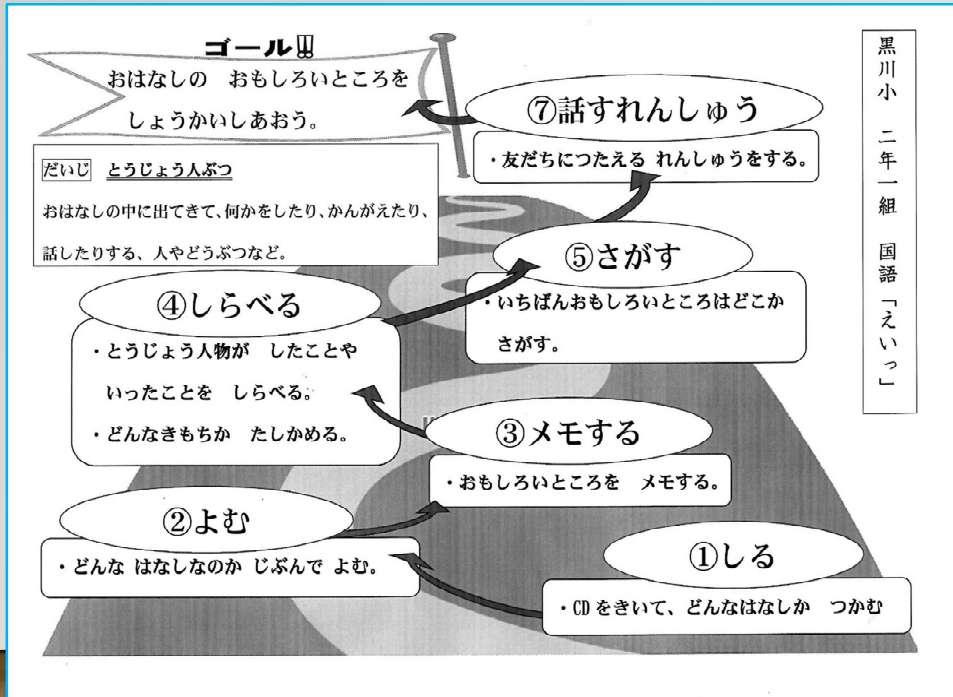 黒川小 二年一組 国語「えいっ」
ゴール!!
おはなしの おもしろいところを
しょうかいしあおう。
だいじ とうじょう人ぶつ
おはなしの中に出てきて、何かをしたり、かんがえたり、
話したりする、人やどうぶつなど。
⑦話すれんしゅう
・友だちにつたえる れんしゅうをする。
⑤さがす
・いちばんおもしろいところはどこか
さがす。
④しらべる
・とうじょう人物が したことや
いったことを しらべる。
・どんなきもちか たしかめる。
③メモする
・おもしろいところを メモする。
②よむ
・どんな はなしなのか じぶんで よむ。
①しる
・CDをきいて、どんなはなしか つかむ